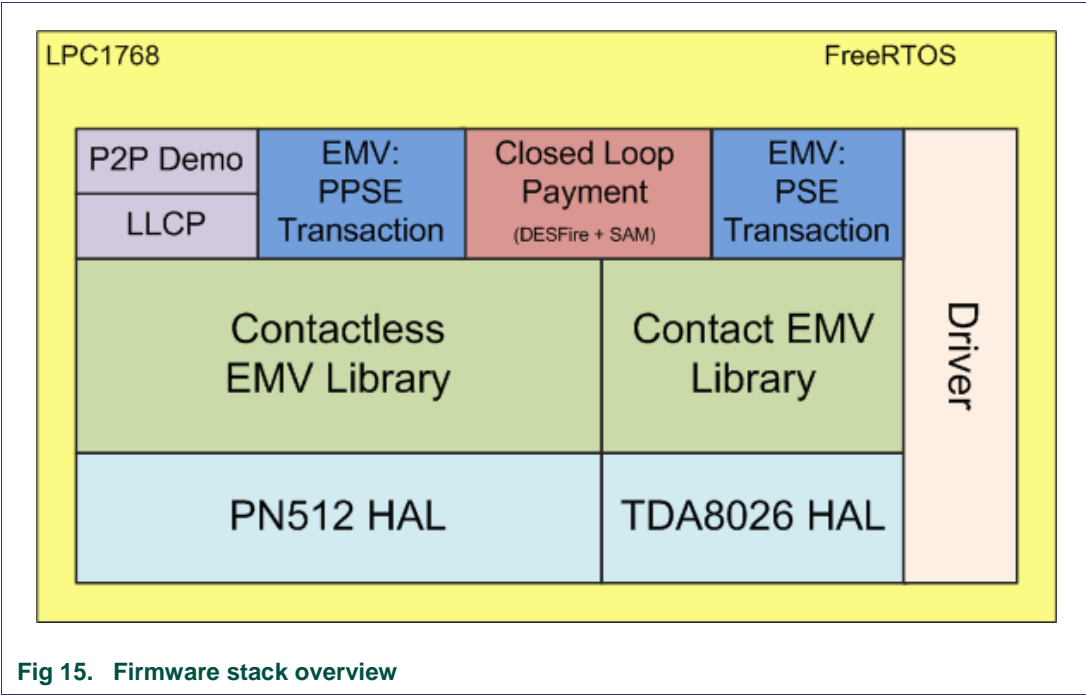 LPC1768
FreeRTOS
P2P Demo
LLCP
EMV:
PPSE
Transaction
Closed Loop
Payment
(DESFire + SAM)
EMV:
PSE
Transaction
Driver
Contactless
EMV Library
Contact EMV
Library
PN512 HAL
TDA8026 HAL
Fig 15. Firmware stack overview